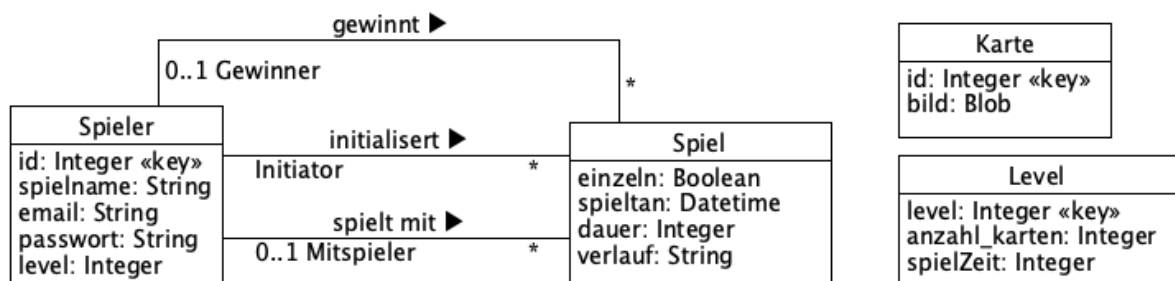 gewinnt ▶
0..1 Gewinner
*
Spieler
id: Integer «key»
spielname: String
email: String
passwort: String
level: Integer
initialisert ▶
Initiator
*
spielt mit ▶
0..1 Mitspieler
*
Spiel
einzeln: Boolean
spieltan: Datetime
dauer: Integer
verlauf: String
Karte
id: Integer «key»
bild: Blob
Level
level: Integer «key»
anzahl_karten: Integer
spielZeit: Integer